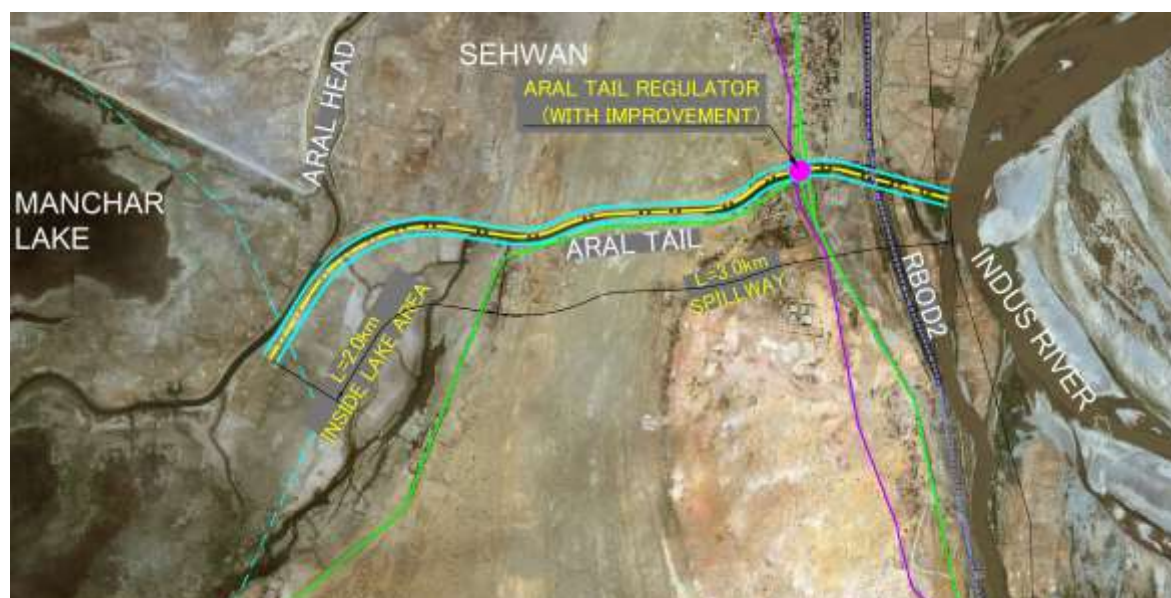 SEHWAN
ARAL HEAD
ARAL TAIL REGULATOR
(WITH IMPROVEMENT)
MANCHAR
LAKE
ARAL TAIL
L=3.0km
SPILLWAY
RBOD2
INDUS RIVER
L=2.0km
INSIDE LAKE AREA